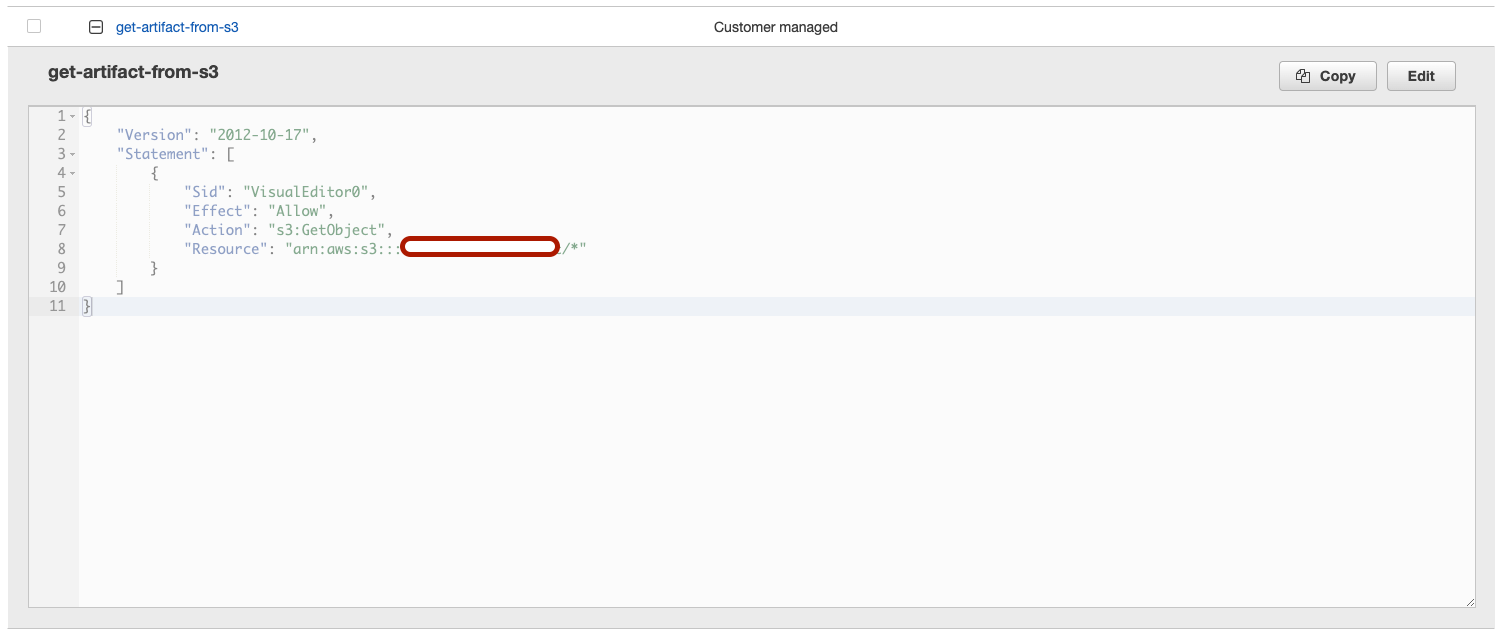 get-artifact-from-s3 Customer managed
get-artifact-from-s3
Copy Edit
1 {
2 "Version": "2012-10-17",
3 "Statement": [
4 {
5 "Sid": "VisualEditor0",
6 "Effect": "Allow",
7 "Action": "s3:GetObject",
8 "Resource": "arn:aws:s3::: /*"
9 }
10 ]
11 }